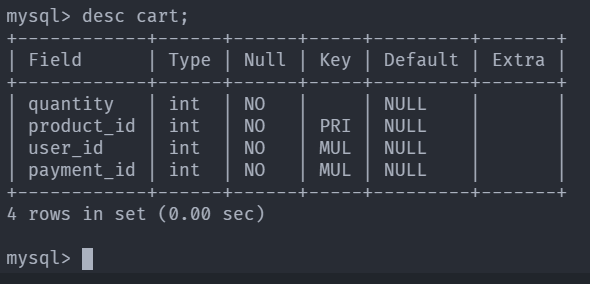 mysql> desc cart;
+------------+------+------+-----+---------+-------+
| Field      | Type | Null | Key | Default | Extra |
+------------+------+------+-----+---------+-------+
| quantity   | int  | NO   |     | NULL    |       |
| product_id | int  | NO   | PRI | NULL    |       |
| user_id    | int  | NO   | MUL | NULL    |       |
| payment_id | int  | NO   | MUL | NULL    |       |
+------------+------+------+-----+---------+-------+
4 rows in set (0.00 sec)
mysql>